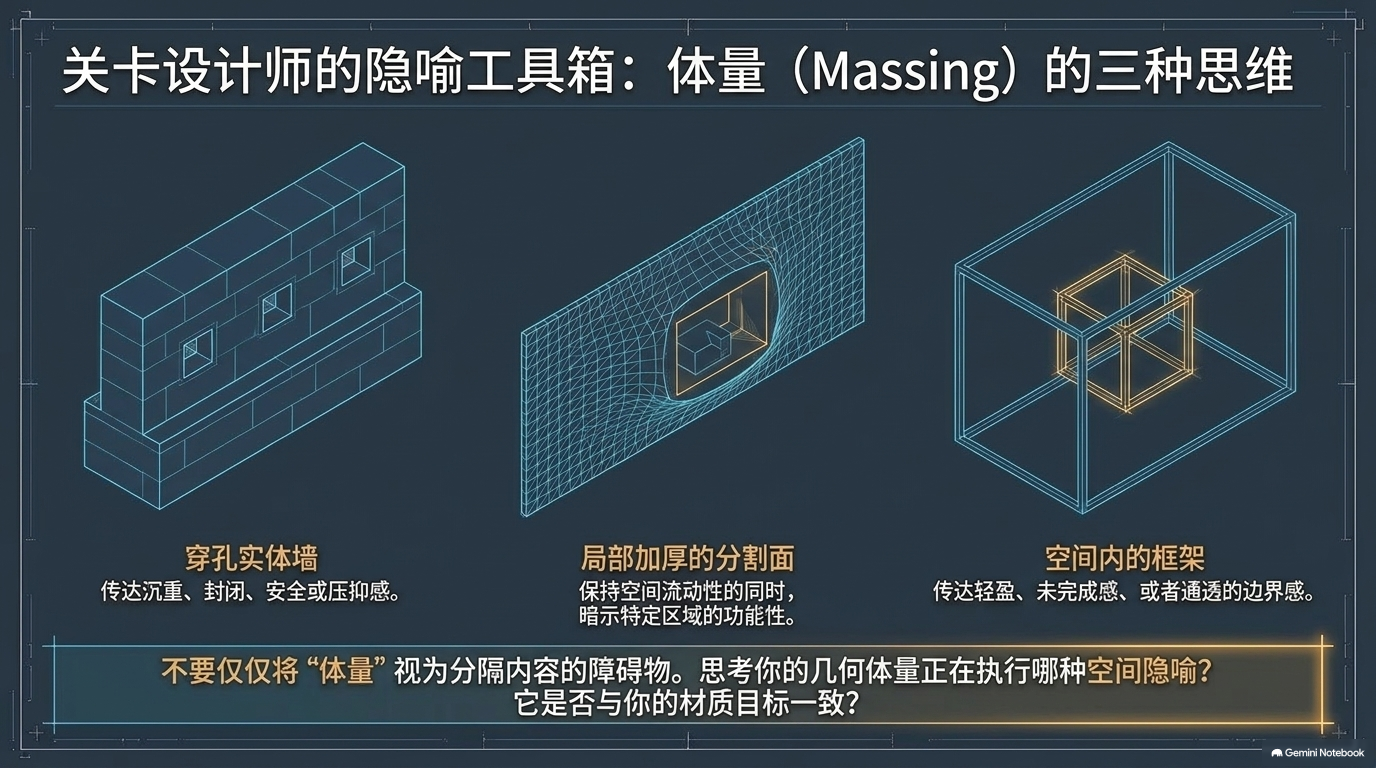 关卡设计师的隐喻工具箱：体量（Massing）的三种思维
穿孔实体墙
传达沉重、封闭、安全或压抑感。
局部加厚的分割面
保持空间流动性的同时，
暗示特定区域的功能性。
空间内的框架
传达轻盈、未完成感、或者通透的边界感。
不要仅仅将“体量”视为分隔内容的障碍物。思考你的几何体量正在执行哪种空间隐喻？
它是否与你的材质目标一致？
Gemini Notebook